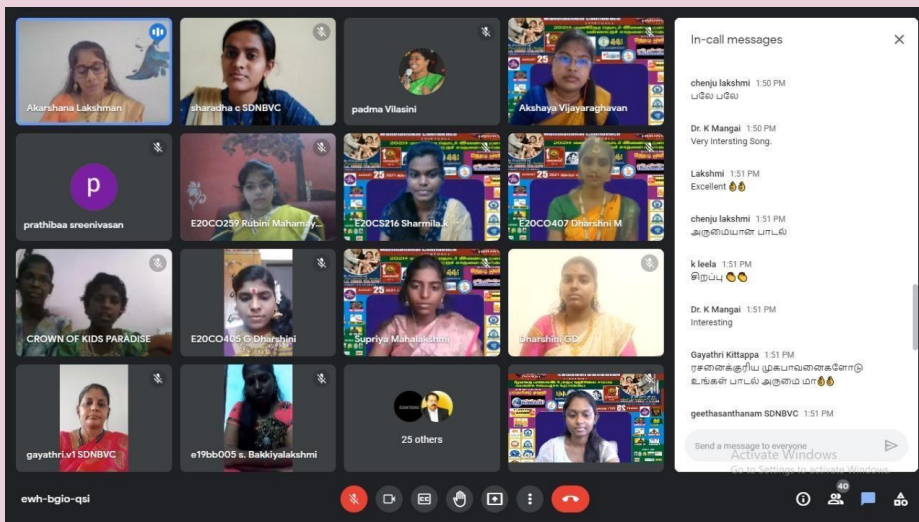 Akarshana Lakshman
sharadha c SDNBVC
padma Vilasini
Akshaya Vijayaraghavan
p
prathibaa sreenivasan
E20CO259 Rubini Mahamay...
E20CS216 Sharmila.k
E20CO407 Dharshini M
CROWN OF KIDS PARADISE
E20CO405 G Dharshini
Supriya Mahalakshmi
Dharshini GD
gayathri.v1 SDNBVC
e19bb005 s. Bakkiyalakshmi
25 others
ewh-bgio-qsi
In-call messages
chenju lakshmi 1:50 PM
பலே பலே
Dr. K Mangai 1:50 PM
Very Intersting Song.
Lakshmi 1:51 PM
Excellent 👌👌
chenju lakshmi 1:51 PM
அருமையான பாடல்
k leela 1:51 PM
சிறப்பு 👏👏
Dr. K Mangai 1:51 PM
Interesting
Gayathri Kittappa 1:51 PM
ரசனைக்குரிய முகபாவனைகளோடு
உங்கள் பாடல் அருமை மா👌👌
geethasanthanam SDNBVC 1:51 PM
Send a message to everyone
Activate Windows
Go to Settings to activate Windows.
40